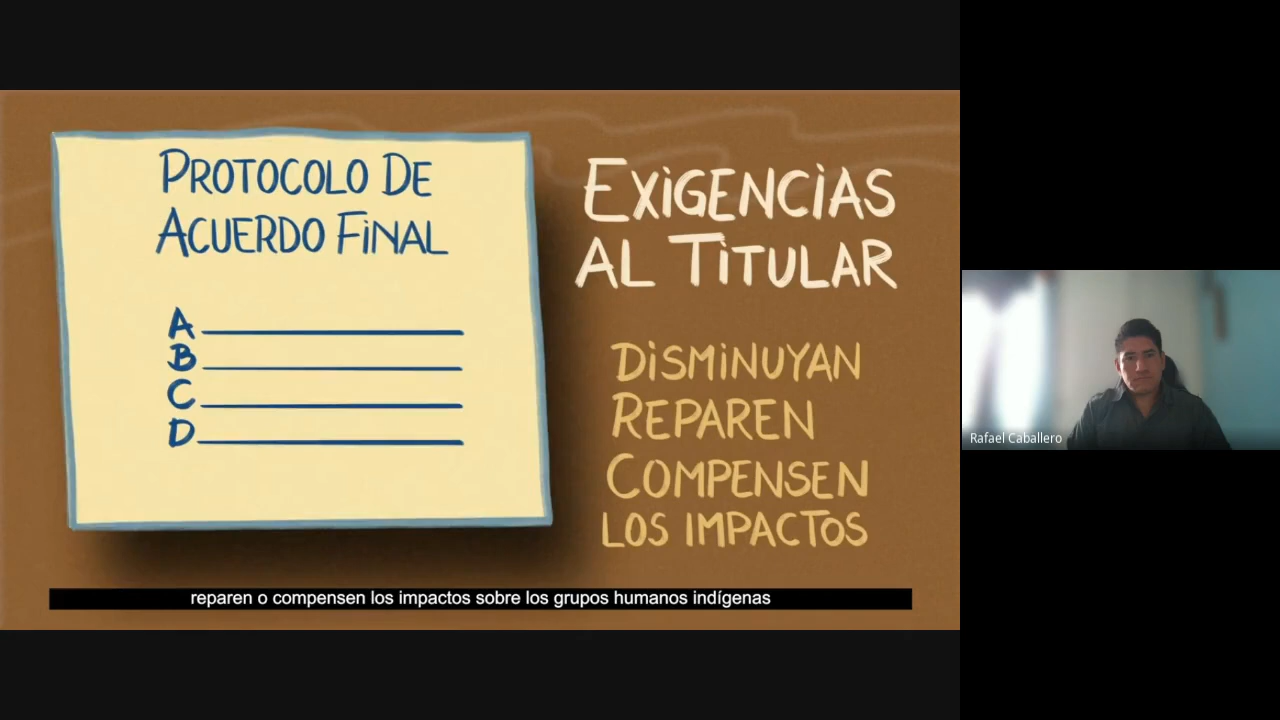 PROTOCOLO DE
ACUERDO FINAL
A
B
C
D
EXIGENCIAS
AL TITULAR
DISMINUYAN
REPAREN
COMPENSEN
LOS IMPACTOS
reparen o compensen los impactos sobre los grupos humanos indígenas
Rafael Caballero